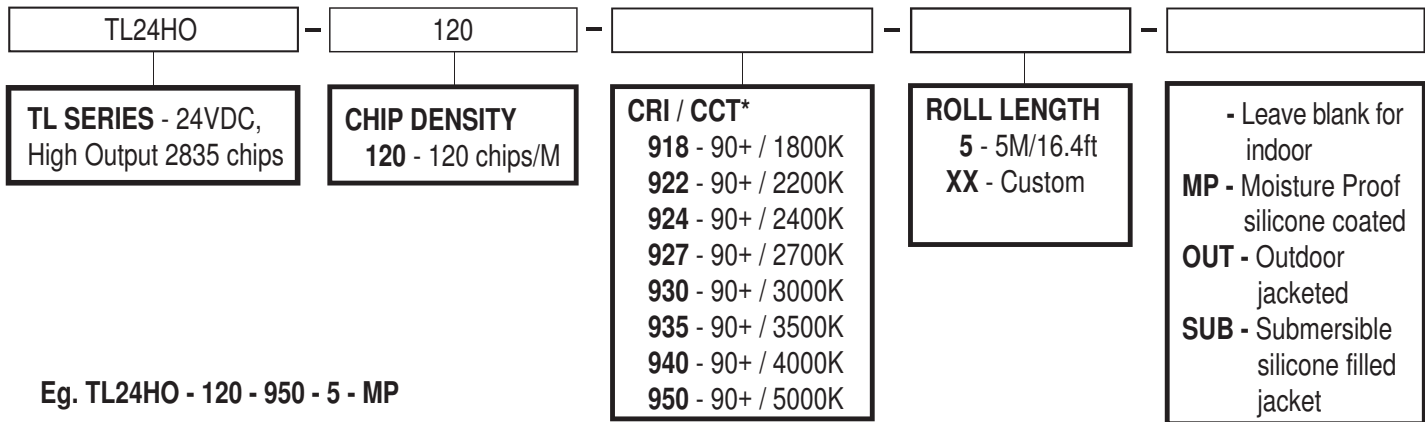 TL24HO – 120 – – –
TL SERIES - 24VDC,
High Output 2835 chips
CHIP DENSITY
120 - 120 chips/M
CRI / CCT*
918 - 90+ / 1800K
922 - 90+ / 2200K
924 - 90+ / 2400K
927 - 90+ / 2700K
930 - 90+ / 3000K
935 - 90+ / 3500K
940 - 90+ / 4000K
950 - 90+ / 5000K
ROLL LENGTH
5 - 5M/16.4ft
XX - Custom
- Leave blank for
indoor
MP - Moisture Proof
silicone coated
OUT - Outdoor
jacketed
SUB - Submersible
silicone filled
jacket
Eg. TL24HO - 120 - 950 - 5 - MP